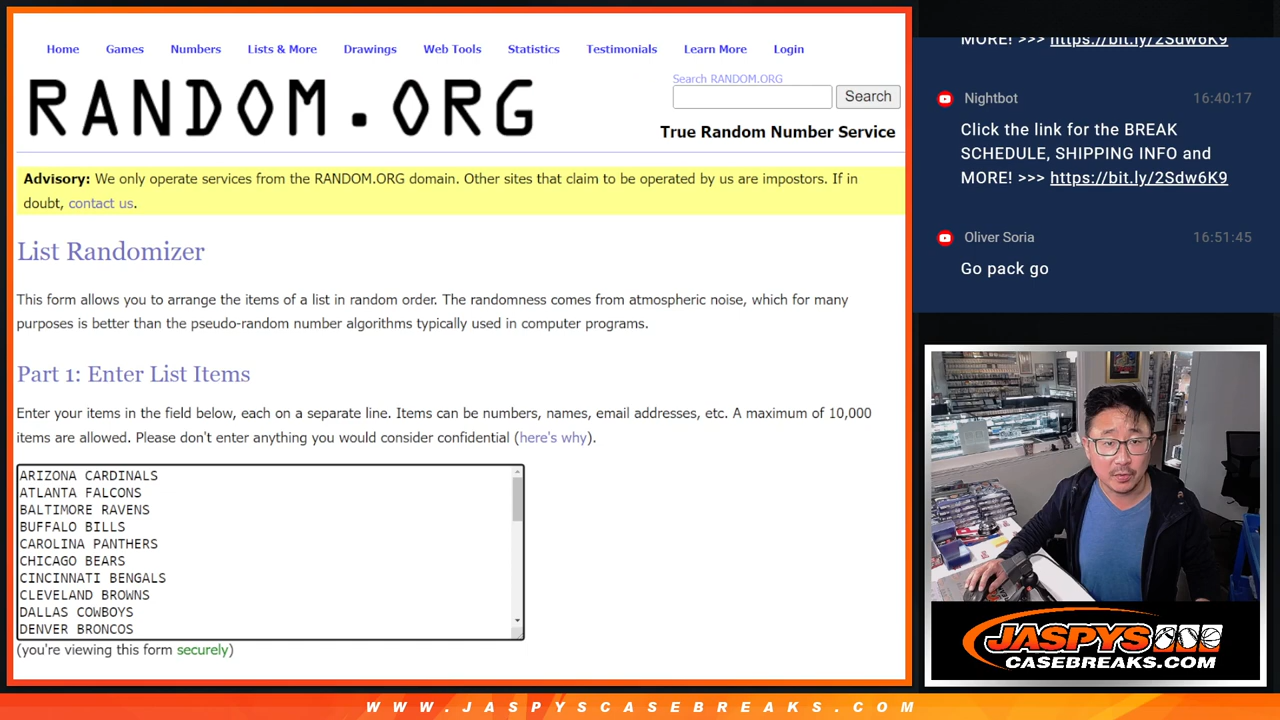 Home Games Numbers Lists & More Drawings Web Tools Statistics Testimonials Learn More Login
RANDOM.ORG
Search RANDOM.ORG
Search
True Random Number Service
Advisory: We only operate services from the RANDOM.ORG domain. Other sites that claim to be operated by us are impostors. If in
doubt, contact us.
List Randomizer
This form allows you to arrange the items of a list in random order. The randomness comes from atmospheric noise, which for many
purposes is better than the pseudo-random number algorithms typically used in computer programs.
Part 1: Enter List Items
Enter your items in the field below, each on a separate line. Items can be numbers, names, email addresses, etc. A maximum of 10,000
items are allowed. Please don't enter anything you would consider confidential (here's why).
ARIZONA CARDINALS
ATLANTA FALCONS
BALTIMORE RAVENS
BUFFALO BILLS
CAROLINA PANTHERS
CHICAGO BEARS
CINCINNATI BENGALS
CLEVELAND BROWNS
DALLAS COWBOYS
DENVER BRONCOS
(you're viewing this form securely)
MORE! >>> https://bit.ly/2Sdw6K9
Nightbot 16:40:17
Click the link for the BREAK
SCHEDULE, SHIPPING INFO and
MORE! >>> https://bit.ly/2Sdw6K9
Oliver Soria 16:51:45
Go pack go
JASPYS
CASEBREAKS.COM
WWW.JASPYSCASEBREAKS.COM